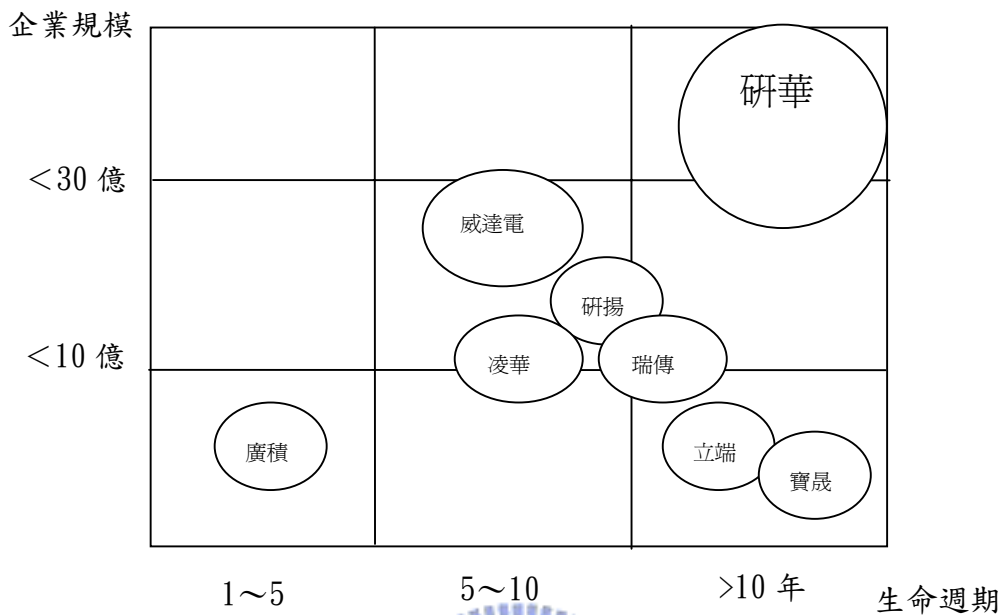 企業規模
研華
＜30 億
威達電
研揚
＜10 億
凌華
瑞傳
廣積
立端
寶晟
1～5
5～10
>10 年
生命週期